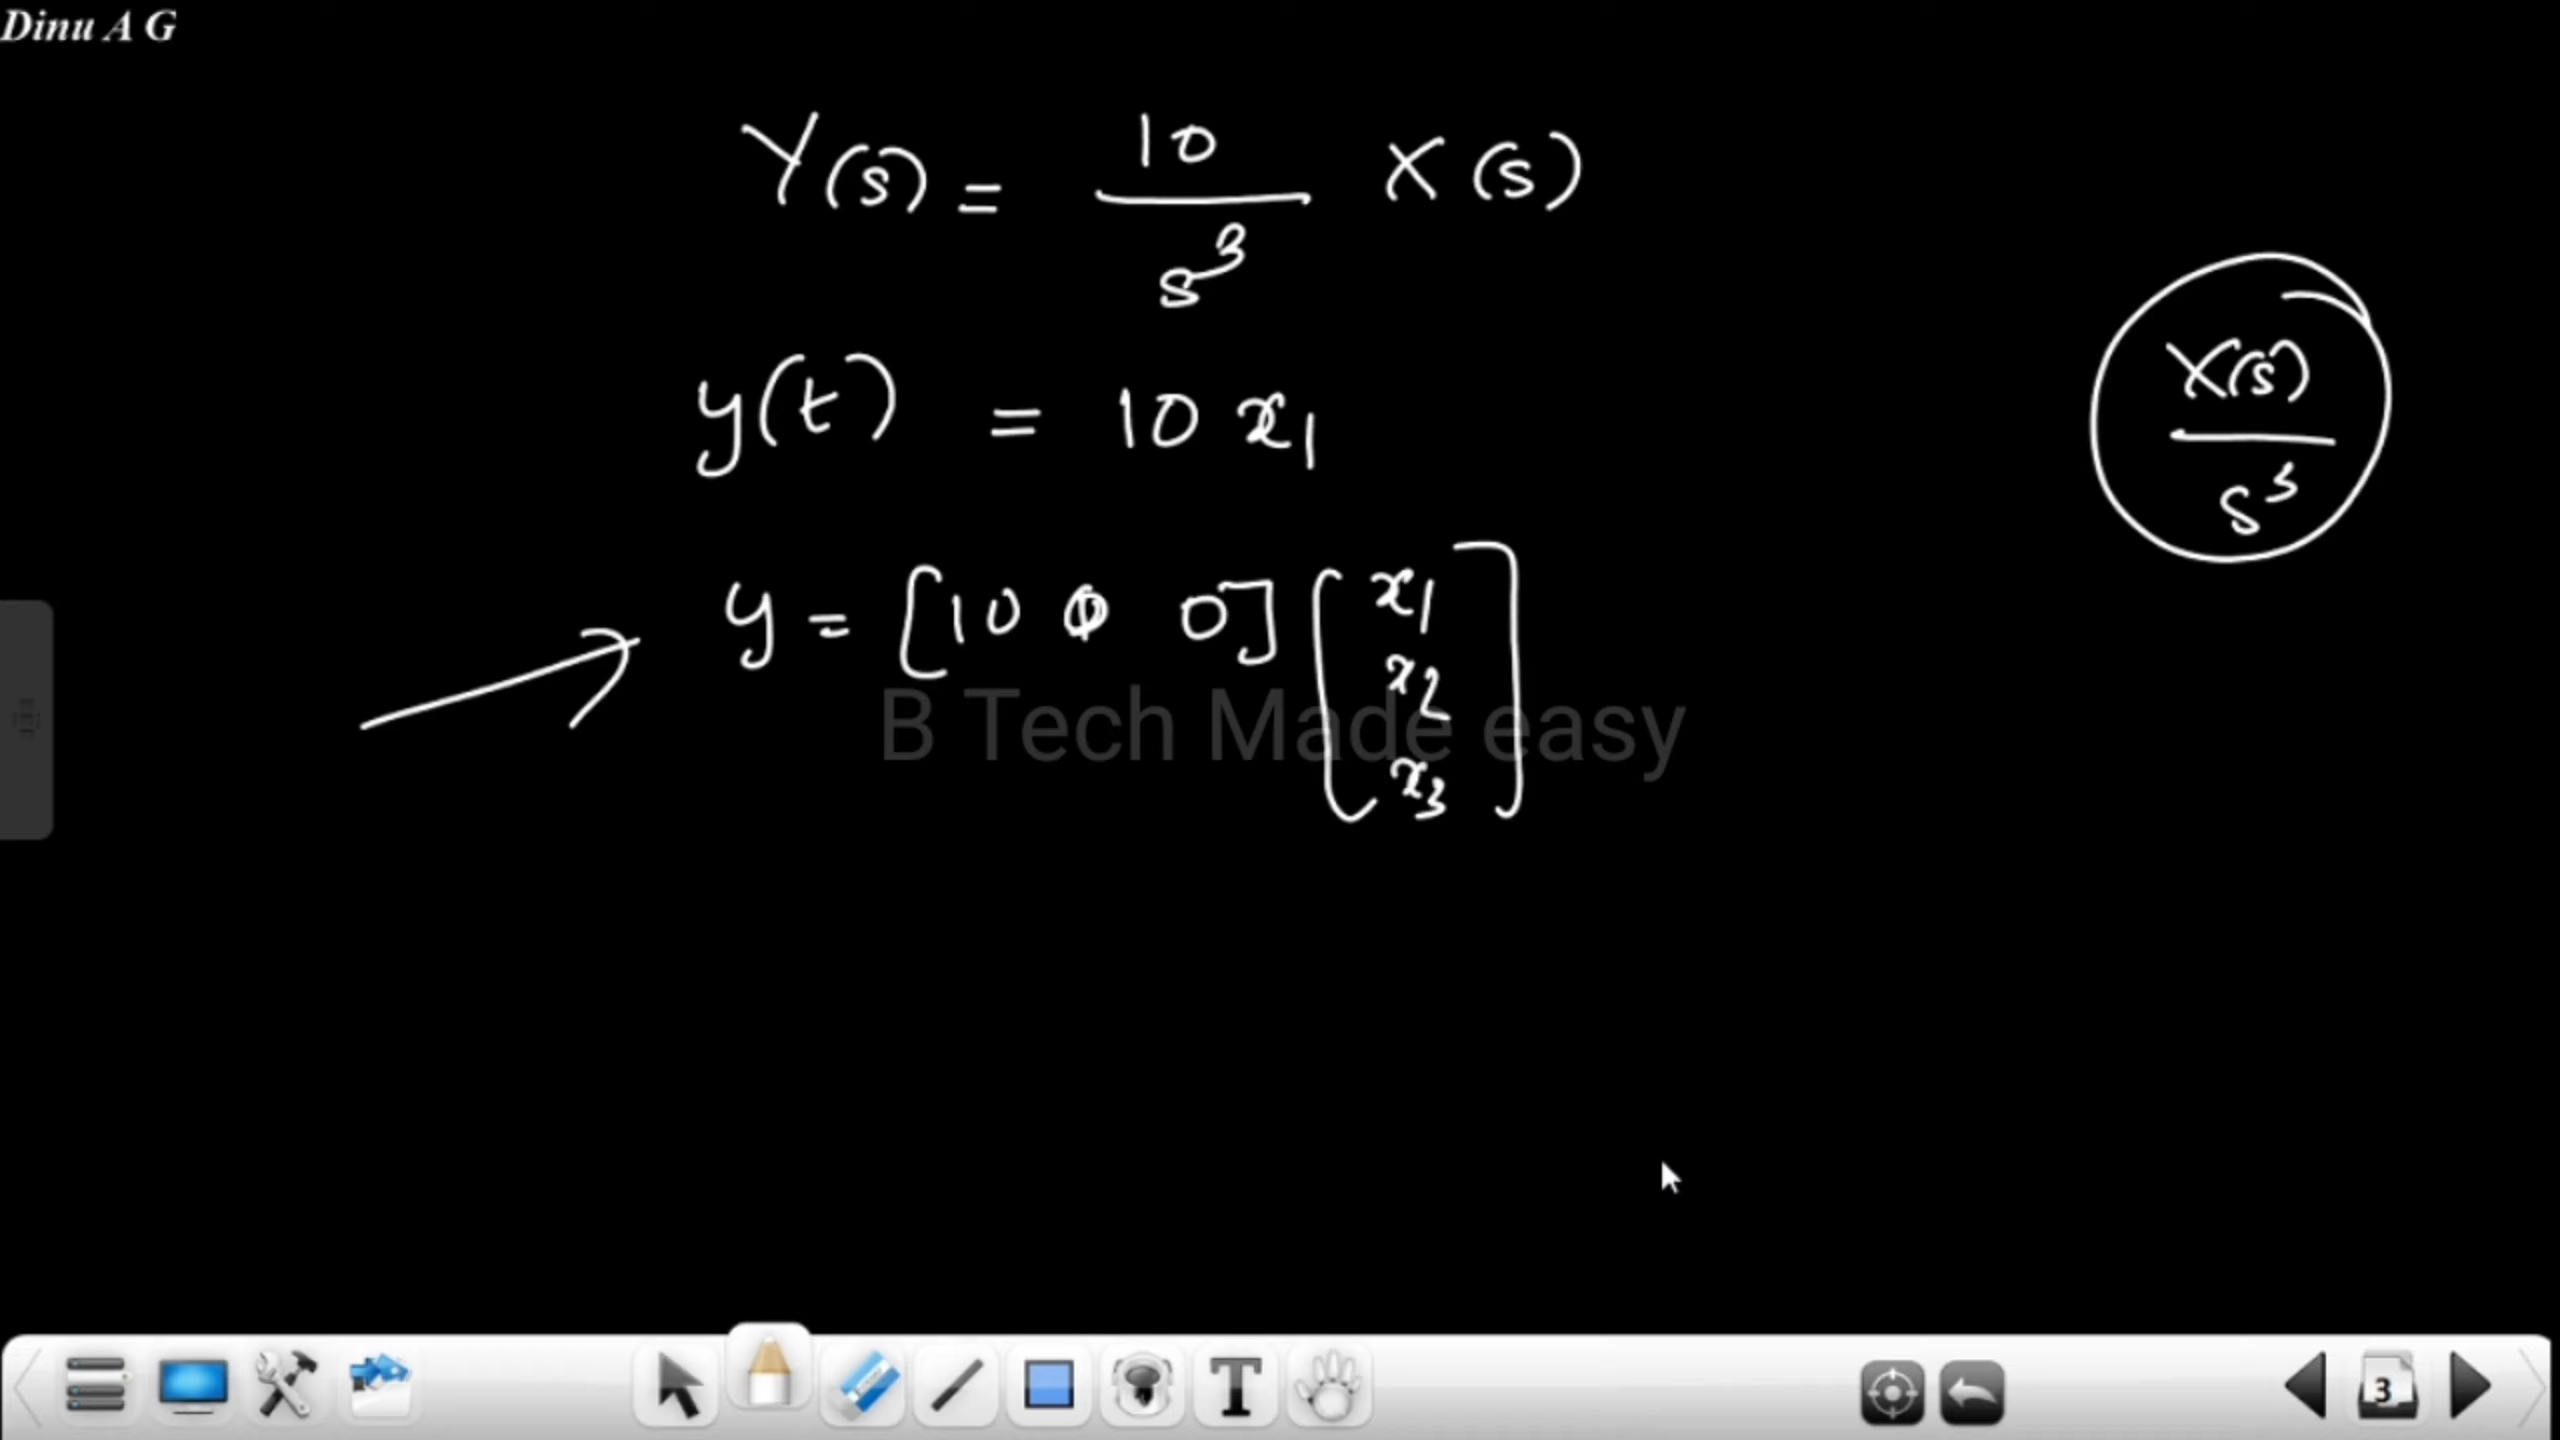 Dinu A G
Y(s) = 10/s³ X(s)
X(s)/s³
y(t) = 10 x₁
y = [10 0 0] [x₁ x₂ x₃]
B Tech Made easy
T
3